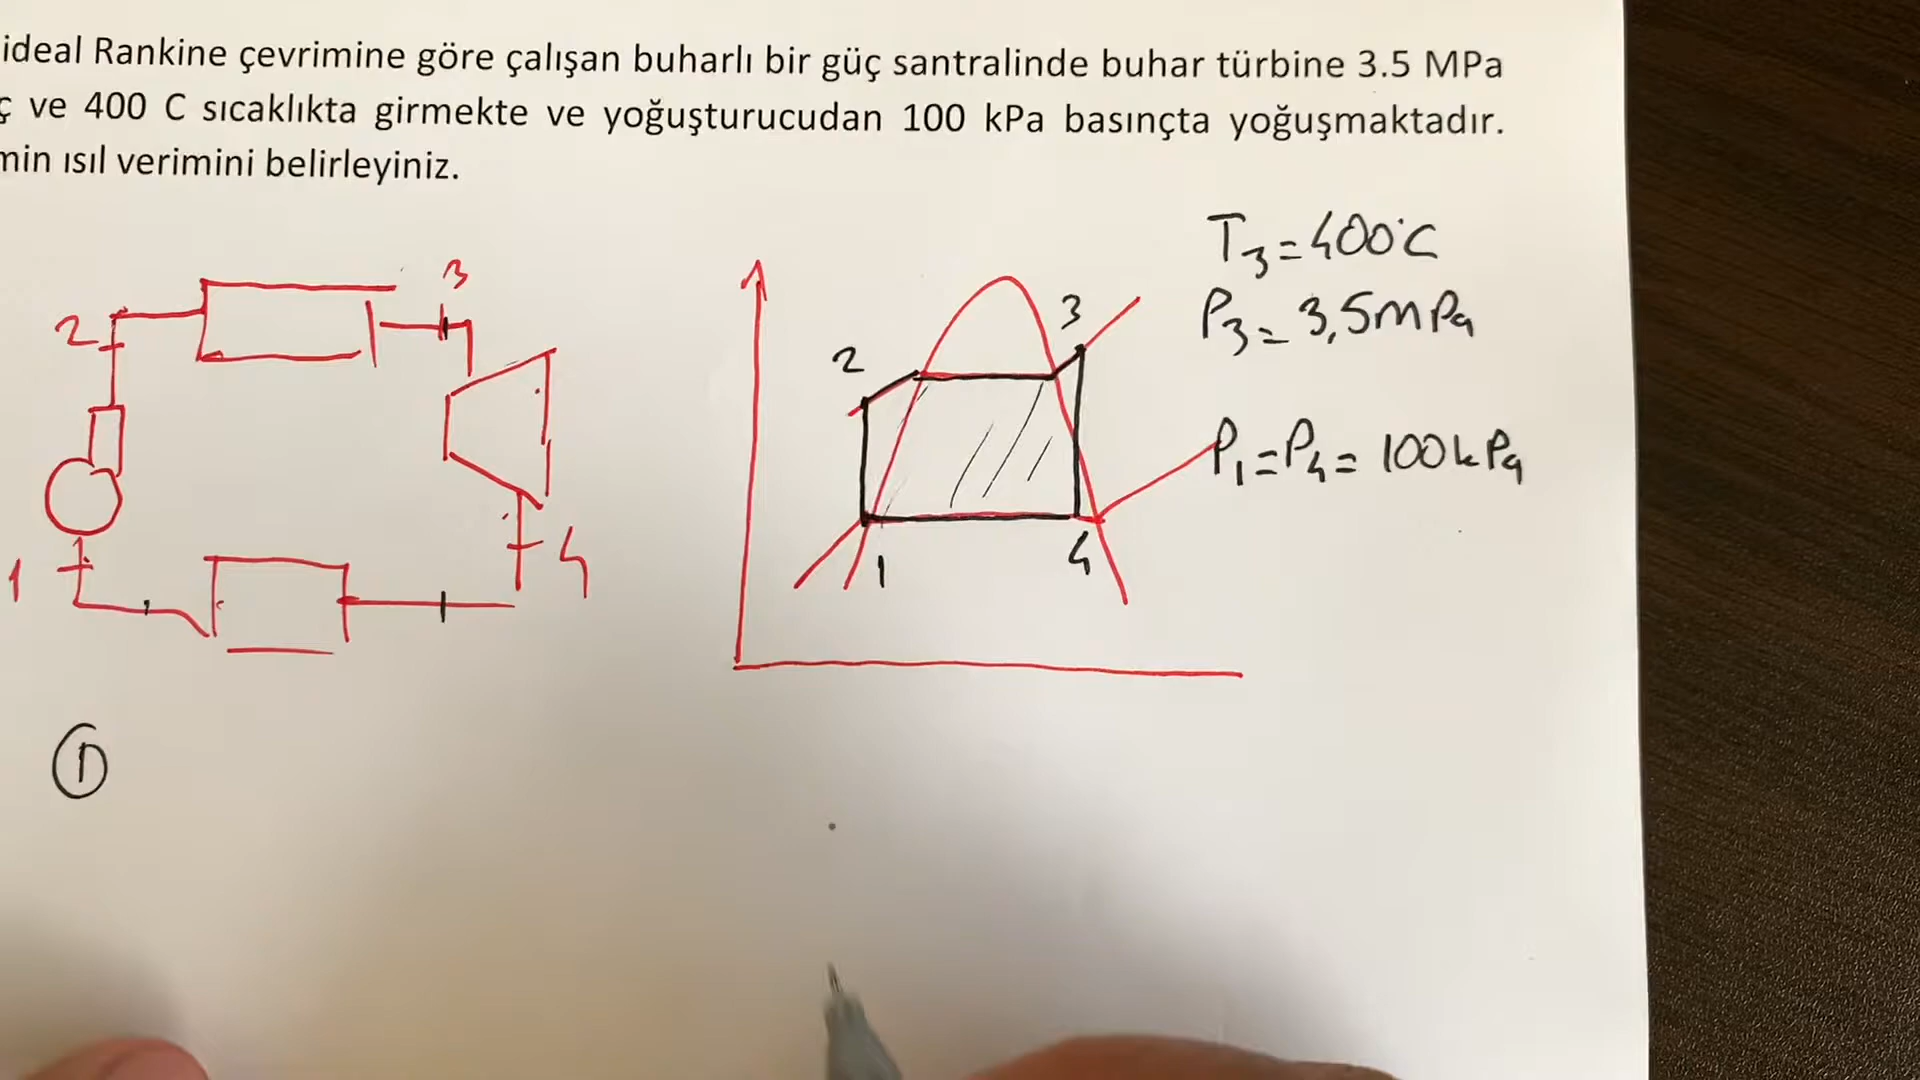 ideal Rankine çevrimine göre çalışan buharlı bir güç santralinde buhar türbine 3.5 MPa
ve 400 C sıcaklıkta girmekte ve yoğuşturucudan 100 kPa basınçta yoğuşmaktadır.
ısıl verimini belirleyiniz.
T3 = 400°C
P3 = 3,5mPa
P1 = P4 = 100kPa
2
3
1
4
2
3
1
4
①